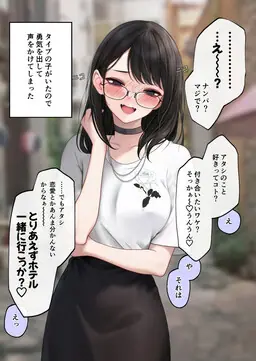 ………
え～～～…？
ナンパ？
マジで？
タイプの子がいたので
勇気を出して
声をかけてしまった
アタシのこと
好きってコト？
付き合いたいワケ？
そっかぁ～♡うんうん♡
え
や
それは
……でもアタシ
恋愛とかあんま分かんない
からなぁ～～～
とりあえずホテル
一緒に行こうか？♡
えっ